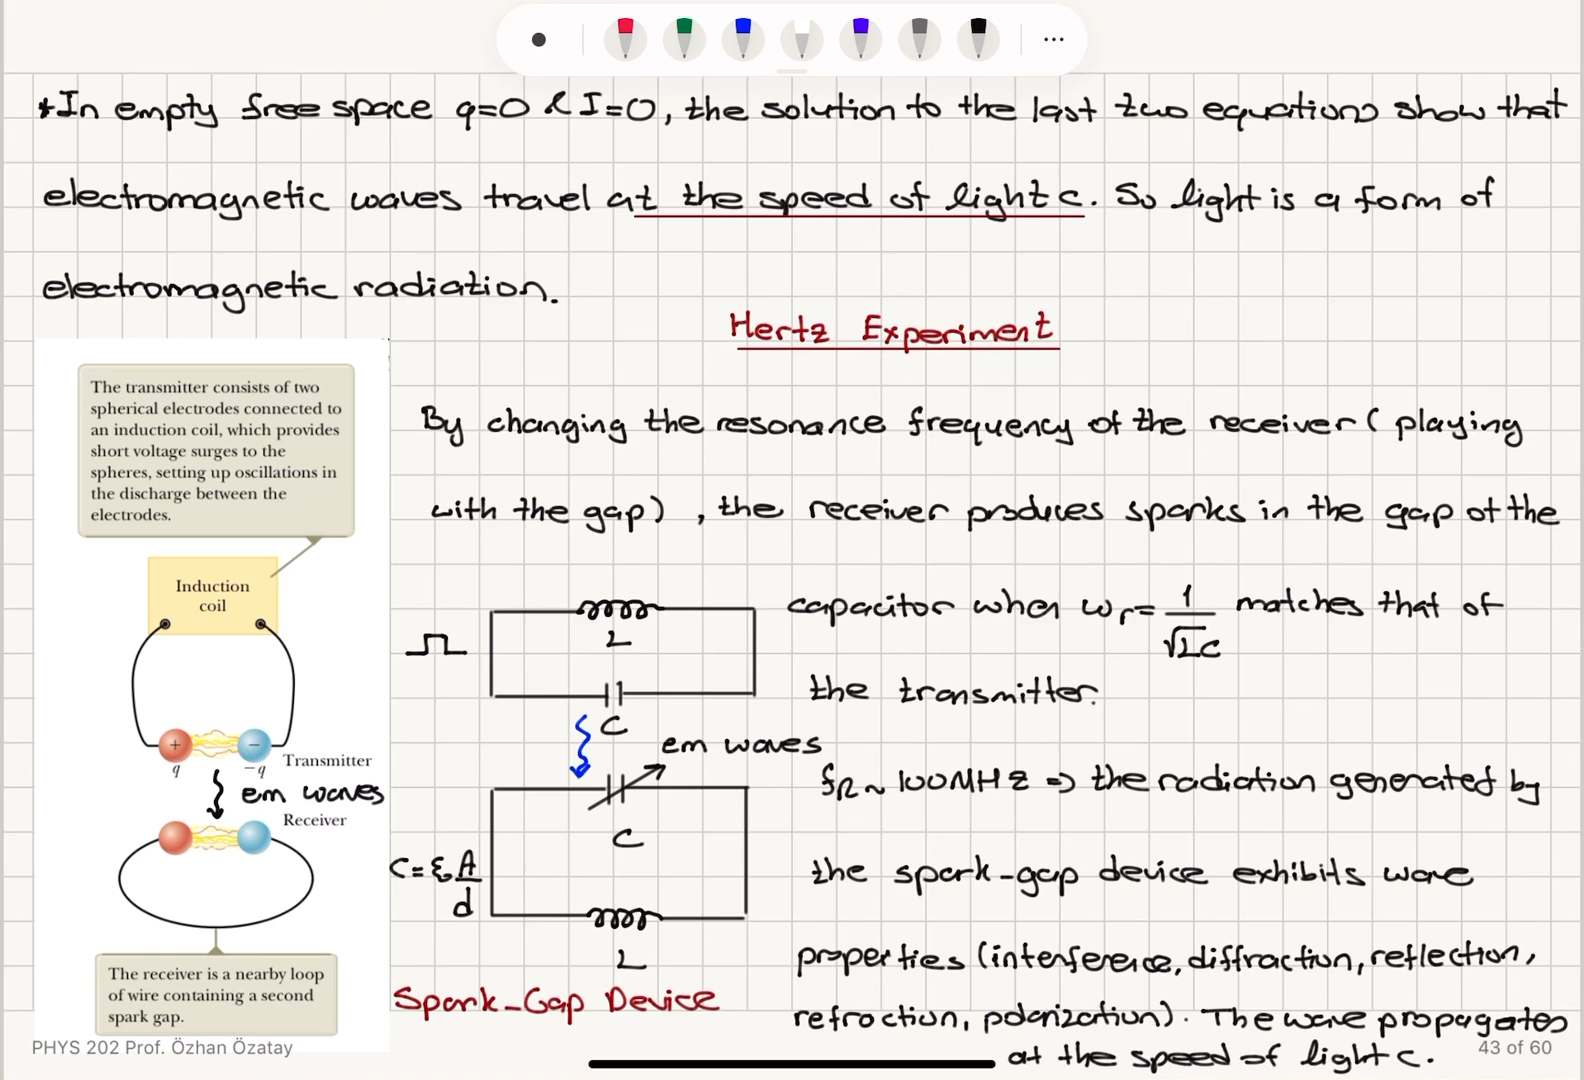 *In empty free space q=0 & I=0, the solution to the last two equations show that
electromagnetic waves travel at the speed of light c. So light is a form of
electromagnetic radiation.
Hertz Experiment
The transmitter consists of two
spherical electrodes connected to
an induction coil, which provides
short voltage surges to the
spheres, setting up oscillations in
the discharge between the
electrodes.
Induction
coil
+
−
q
−q
Transmitter
em waves
Receiver
The receiver is a nearby loop
of wire containing a second
spark gap.
By changing the resonance frequency of the receiver (playing
with the gap), the receiver produces sparks in the gap of the
capacitor when ωr = 1/√LC matches that of
the transmitter.
L
C
em waves
C
C = ε₀ A/d
L
Spark-Gap Device
fR ~ 100MHz => the radiation generated by
the spark-gap device exhibits wave
properties (interference, diffraction, reflection,
refraction, polarization). The wave propagates
at the speed of light c.
PHYS 202 Prof. Özhan Özatay
43 of 60